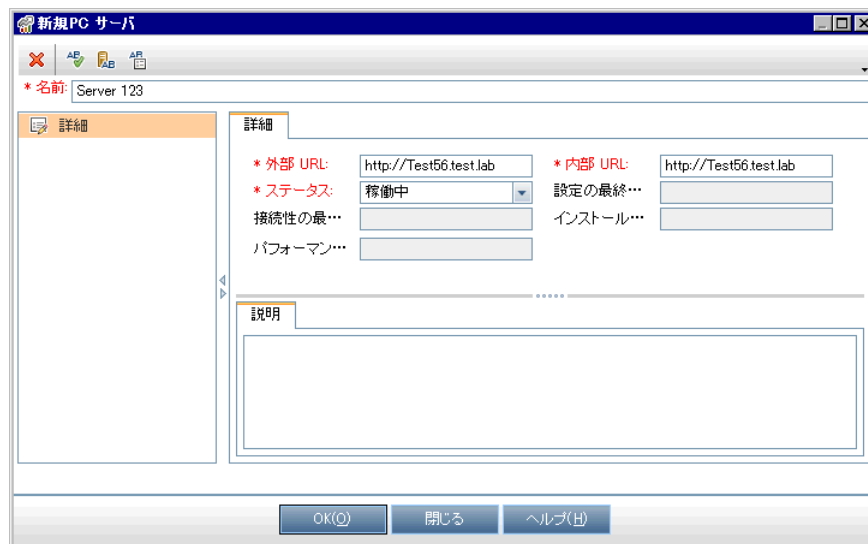 新規PC サーバ
* 名前: Server 123
詳細
詳細
* 外部 URL: http://Test56.test.lab * 内部 URL: http://Test56.test.lab
* ステータス: 稼働中 設定の最終…
接続性の最… インストール…
パフォーマン…
説明
OK(O) 閉じる ヘルプ(H)